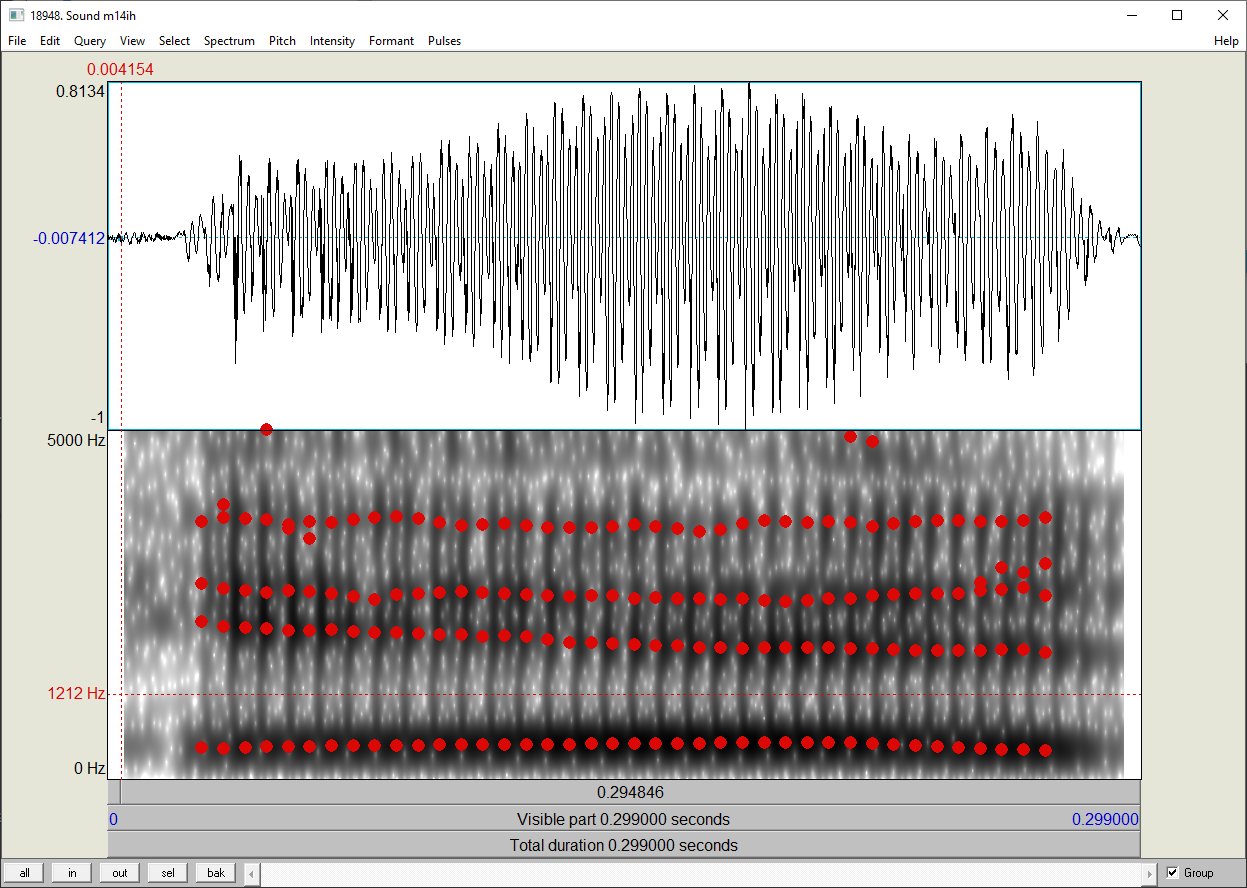 18948. Sound m14ih
File Edit Query View Select Spectrum Pitch Intensity Formant Pulses Help
0.004154
0.8134
-0.007412
-1
5000 Hz
1212 Hz
0 Hz
0.294846
0 Visible part 0.299000 seconds 0.299000
Total duration 0.299000 seconds
all in out sel bak Group